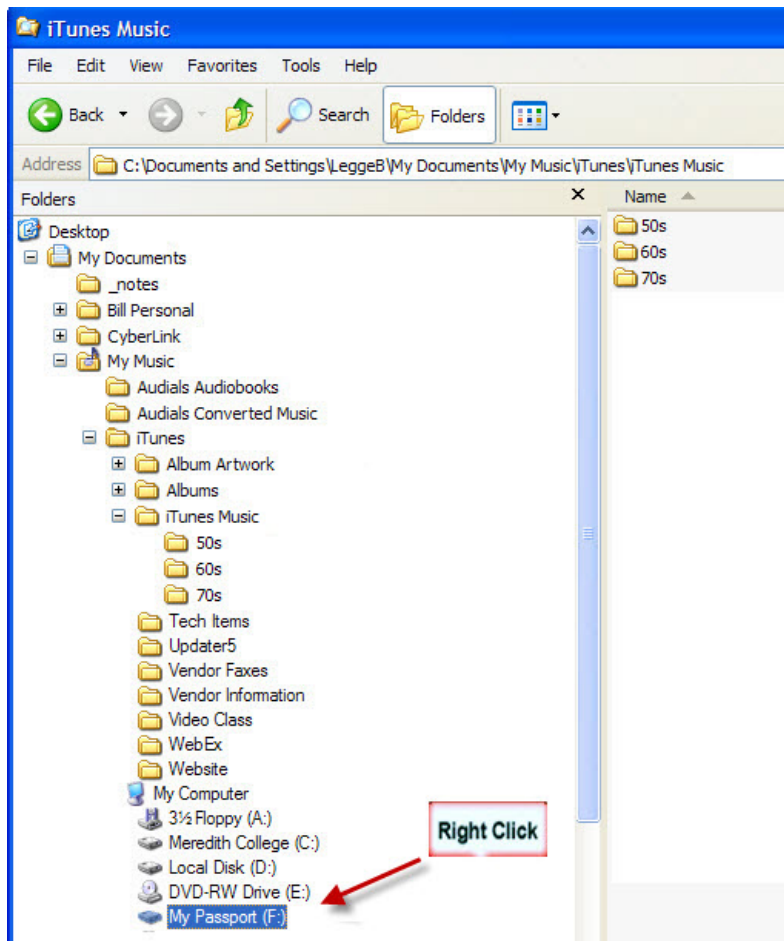 iTunes Music
File Edit View Favorites Tools Help
Back Search Folders
Address C:\Documents and Settings\LeggeB\My Documents\My Music\iTunes\iTunes Music
Folders
Desktop
My Documents
_notes
Bill Personal
CyberLink
My Music
Audials Audiobooks
Audials Converted Music
iTunes
Album Artwork
Albums
iTunes Music
50s
60s
70s
Tech Items
Updater5
Vendor Faxes
Vendor Information
Video Class
WebEx
Website
My Computer
3½ Floppy (A:)
Meredith College (C:)
Local Disk (D:)
DVD-RW Drive (E:)
My Passport (F:)
Right Click
Name
50s
60s
70s